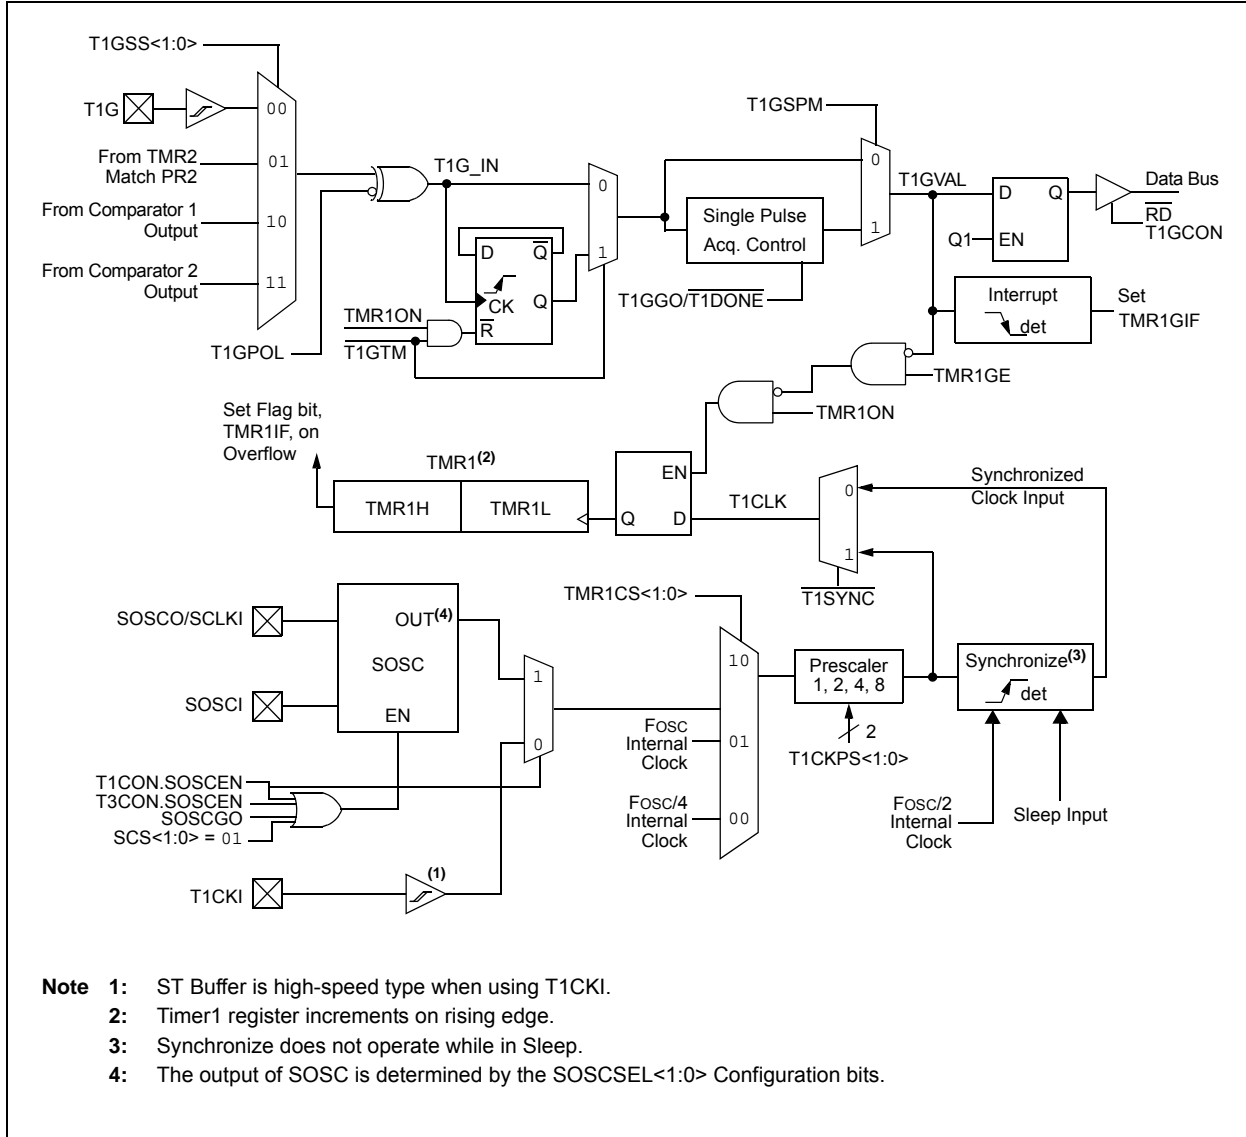 T1GSS<1:0>
T1G
00
From TMR2
Match PR2
01
From Comparator 1
Output
10
From Comparator 2
Output
11
T1GPOL
T1G_IN
0
1
D
Q
CK
Q
R
TMR1ON
T1GTM
T1GSPM
0
1
Single Pulse
Acq. Control
T1GGO/T1DONE
T1GVAL
D
Q
Q1
EN
Data Bus
RD
T1GCON
Interrupt
det
Set
TMR1GIF
TMR1GE
TMR1ON
Set Flag bit,
TMR1IF, on
Overflow
TMR1(2)
TMR1H
TMR1L
EN
Q
D
T1CLK
0
1
T1SYNC
Synchronized
Clock Input
SOSCO/SCLKI
SOSCI
OUT(4)
SOSC
EN
1
0
T1CON.SOSCEN
T3CON.SOSCEN
SOSCGO
SCS<1:0> = 01
T1CKI
(1)
TMR1CS<1:0>
10
FOSC
Internal
Clock
01
FOSC/4
Internal
Clock
00
Prescaler
1, 2, 4, 8
2
T1CKPS<1:0>
Synchronize(3)
det
FOSC/2
Internal
Clock
Sleep Input
Note 1: ST Buffer is high-speed type when using T1CKI.
2: Timer1 register increments on rising edge.
3: Synchronize does not operate while in Sleep.
4: The output of SOSC is determined by the SOSCSEL<1:0> Configuration bits.